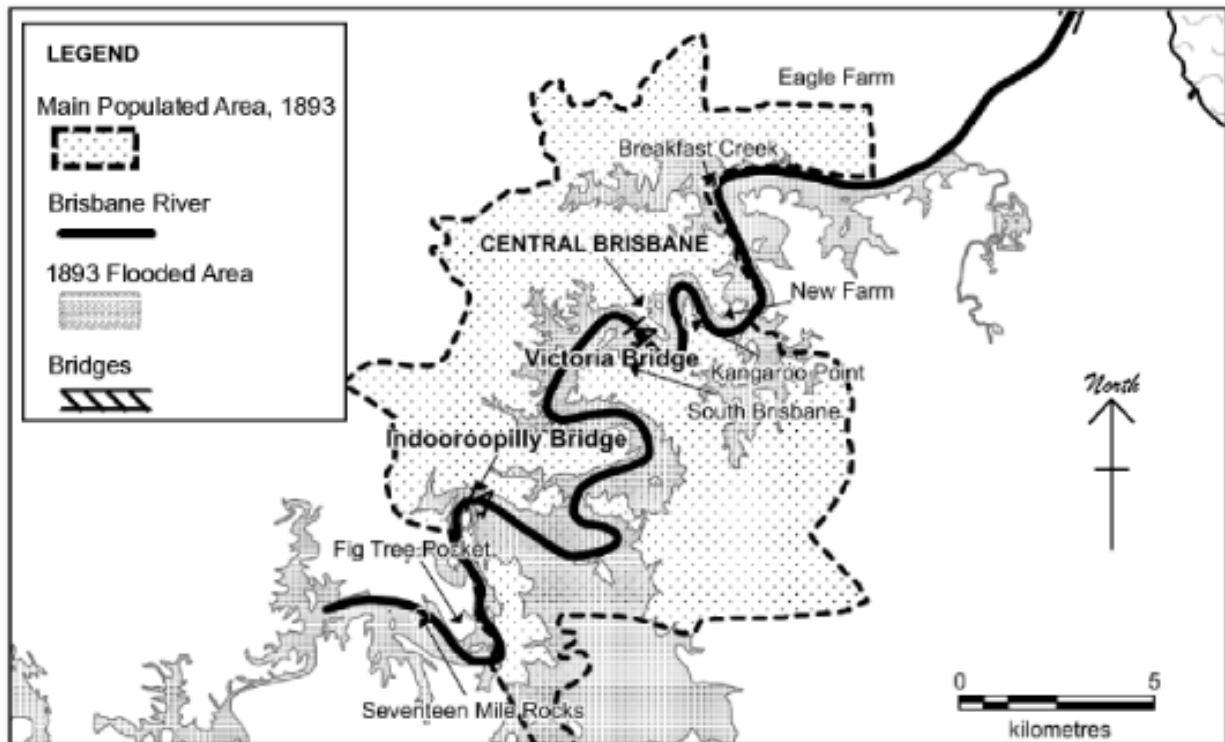 LEGEND
Main Populated Area, 1893
Brisbane River
1893 Flooded Area
Bridges
Eagle Farm
Breakfast Creek
CENTRAL BRISBANE
New Farm
Victoria Bridge
Kangaroo Point
South Brisbane
Indooroopilly Bridge
Fig Tree Pocket
Seventeen Mile Rocks
North
0 5
kilometres